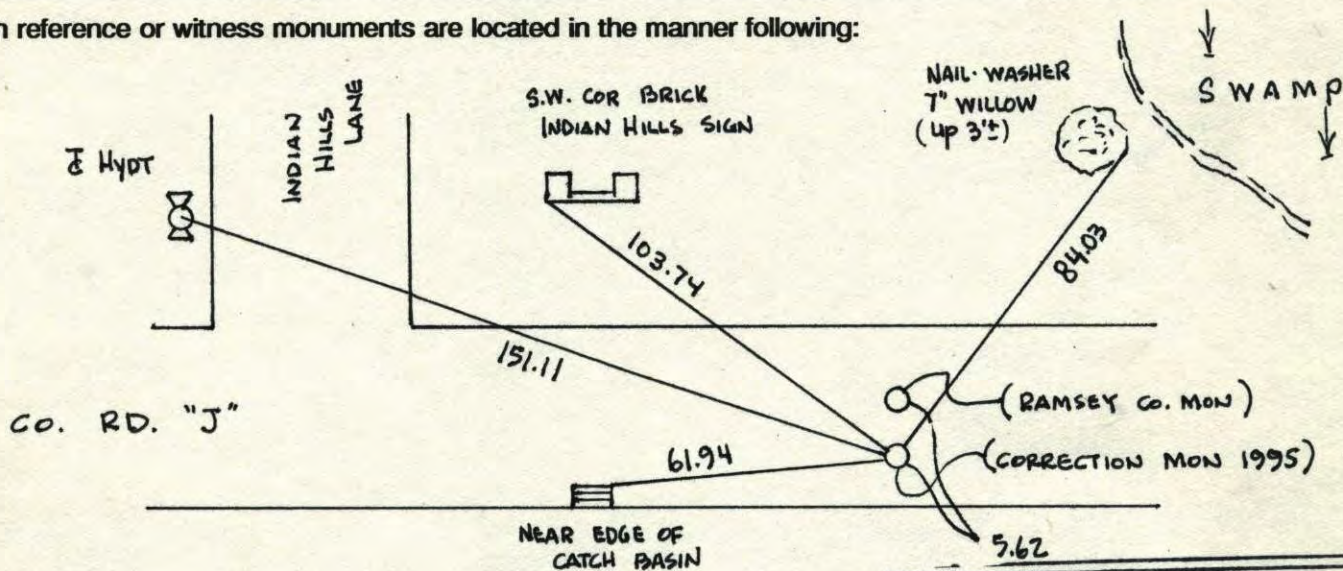 n reference or witness monuments are located in the manner following:
NAIL-WASHER
7" WILLOW
(up 3'±)
SWAMP
S.W. COR BRICK
INDIAN HILLS SIGN
INDIAN
HILLS
LANE
HYDT
103.74
84.03
151.11
(RAMSEY CO. MON)
CO. RD. "J"
61.94
(CORRECTION MON 1995)
NEAR EDGE OF
CATCH BASIN
5.62